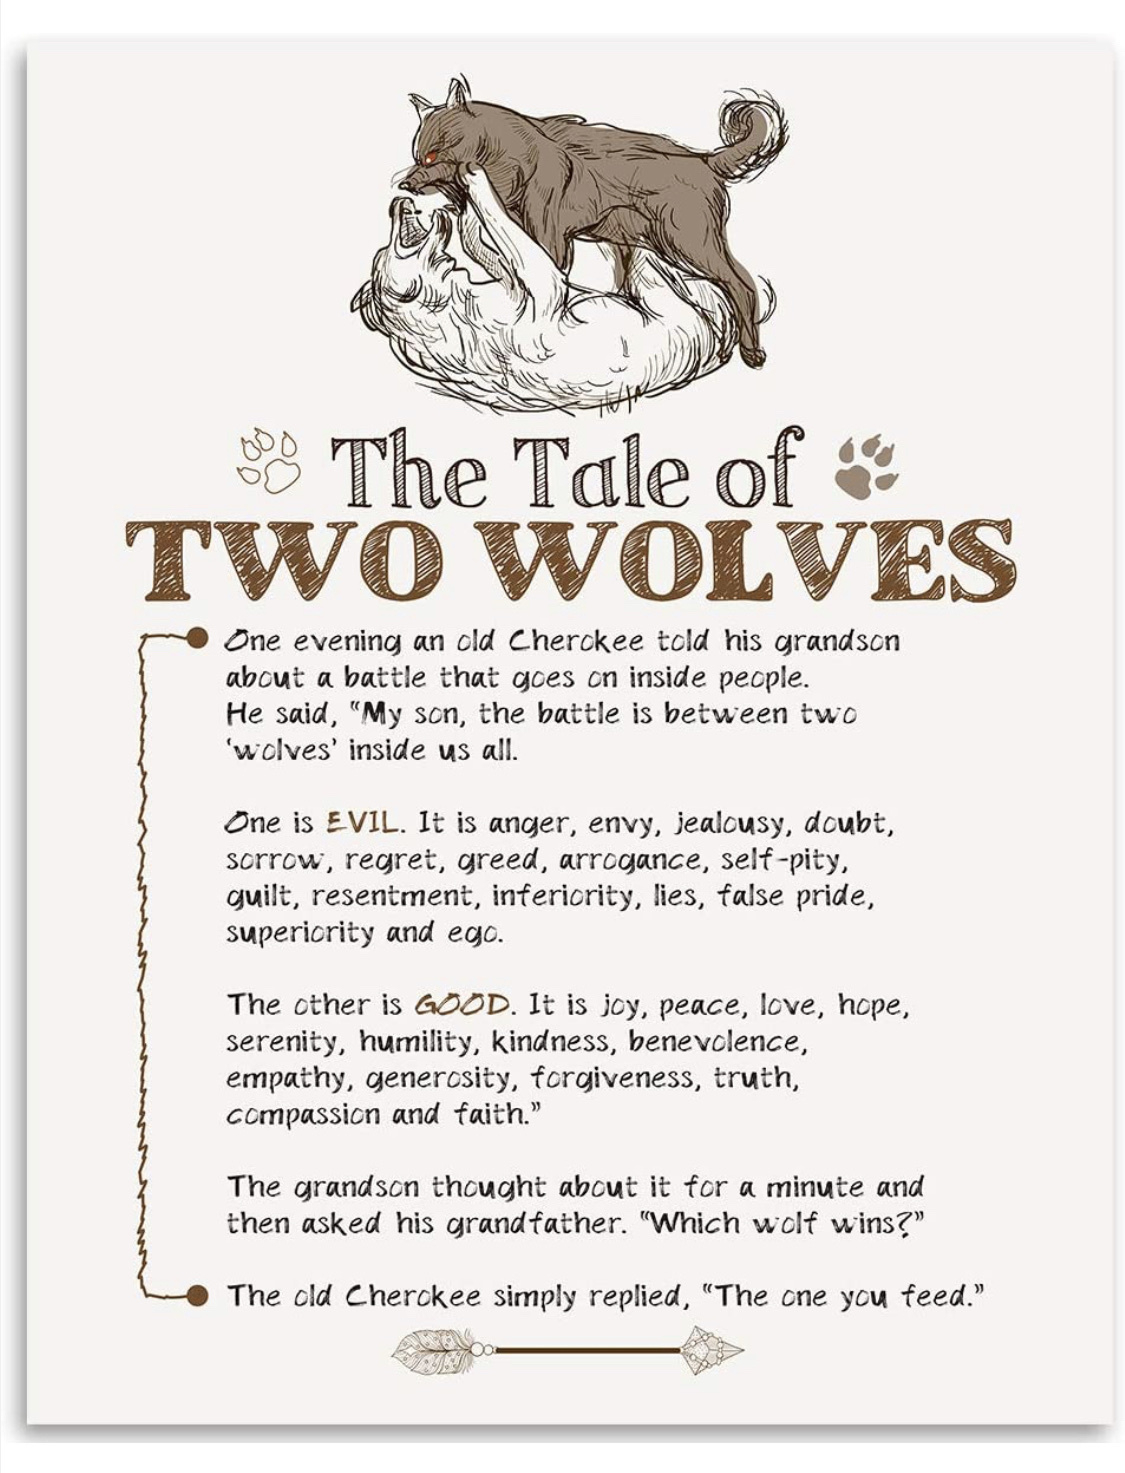 The Tale of
TWO WOLVES
One evening an old Cherokee told his grandson
about a battle that goes on inside people.
He said, “My son, the battle is between two
‘wolves’ inside us all.
One is EVIL. It is anger, envy, jealousy, doubt,
sorrow, regret, greed, arrogance, self-pity,
guilt, resentment, inferiority, lies, false pride,
superiority and ego.
The other is GOOD. It is joy, peace, love, hope,
serenity, humility, kindness, benevolence,
empathy, generosity, forgiveness, truth,
compassion and faith.”
The grandson thought about it for a minute and
then asked his grandfather. “Which wolf wins?”
The old Cherokee simply replied, “The one you feed.”